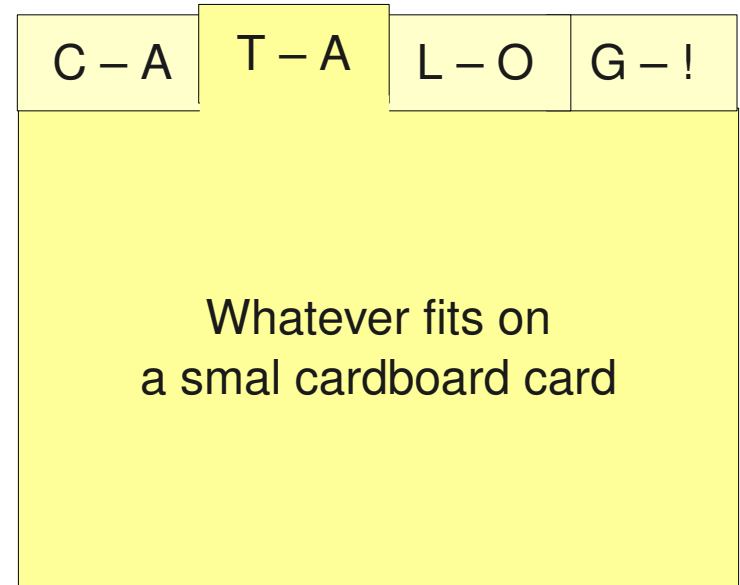 C – A T – A L – O G – !
Whatever fits on
a smal cardboard card